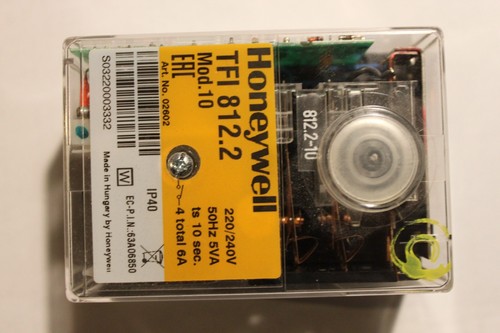 Honeywell
TFI 812.2
Mod.10
EAC
Art. No. 02602
S03220003332
220/240V
50Hz 5VA
ts 10 sec.
4 total 6A
IP40
W
EC-P.I.N.:63A06850
Made in Hungary by Honeywell
812.2-10